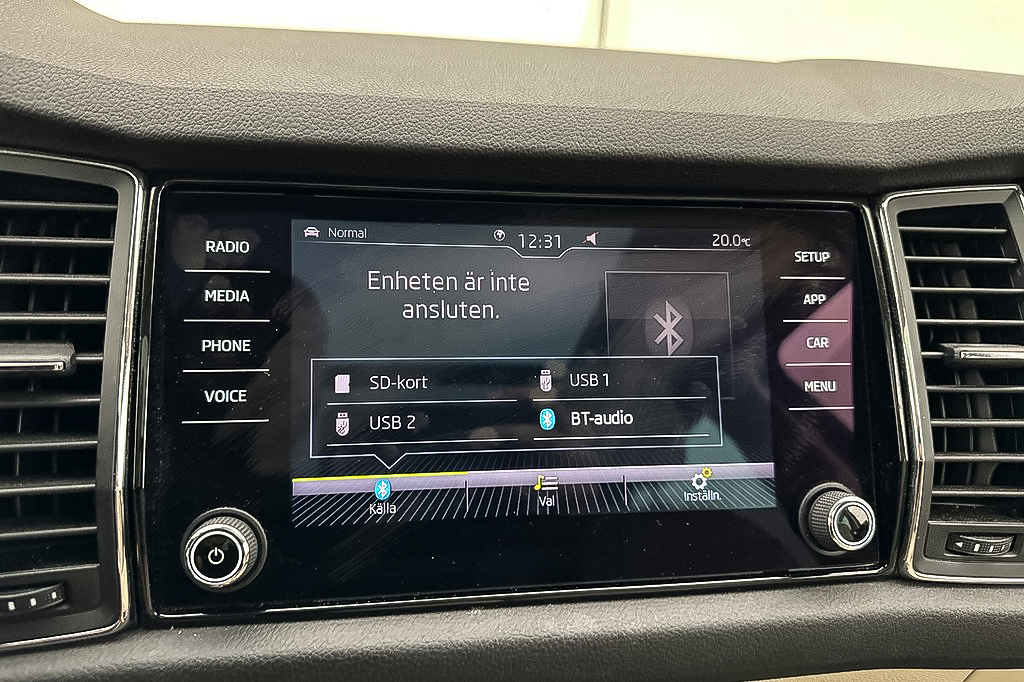 RADIO
MEDIA
PHONE
VOICE
Normal
12:31
20.0°C
Enheten är inte
ansluten.
SD-kort
USB 1
USB 2
BT-audio
Källa
Val
Inställn.
SETUP
APP
CAR
MENU